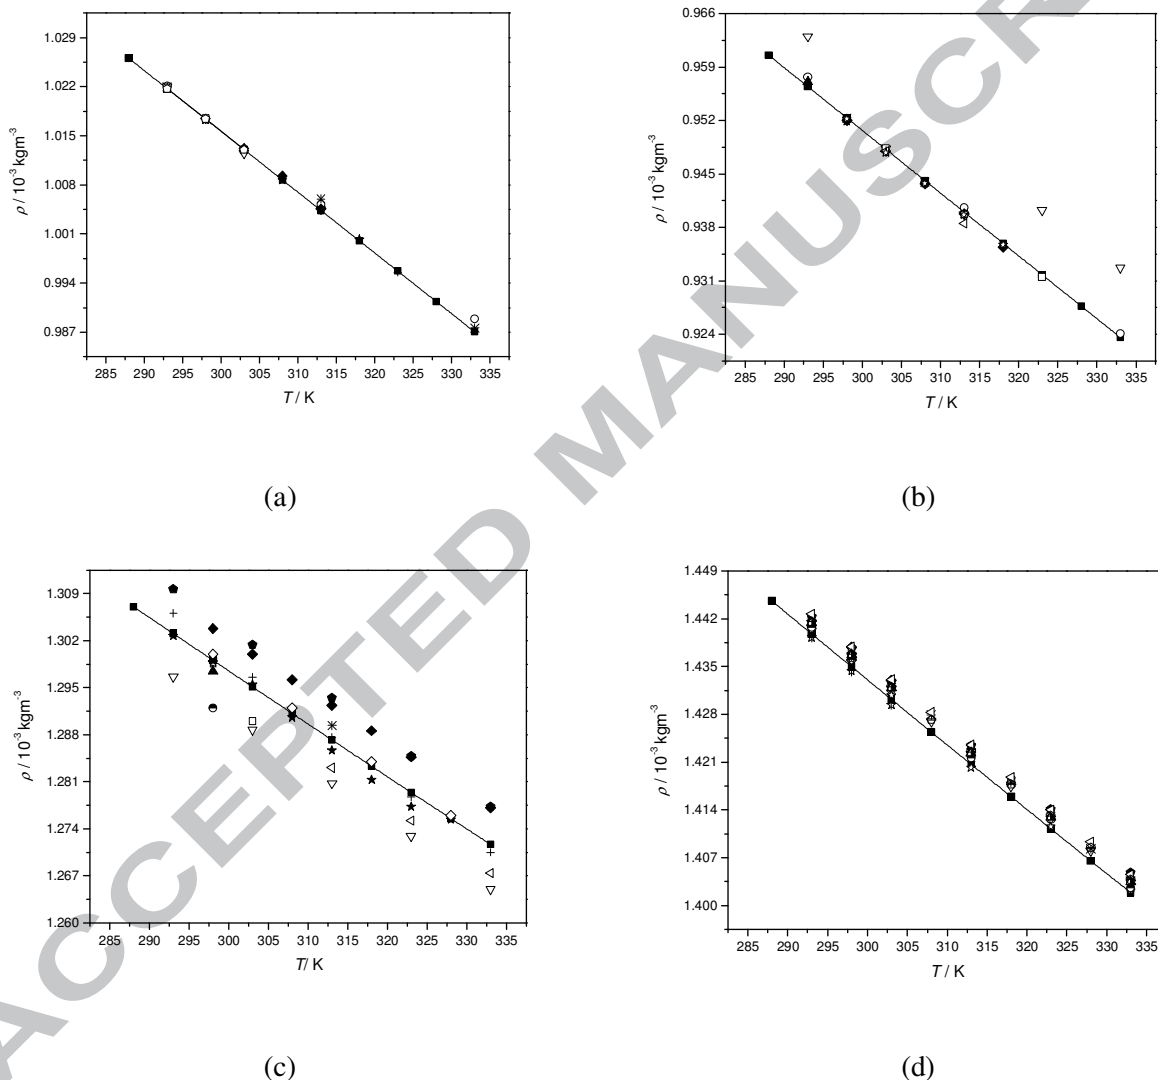 1.029
1.022
1.015
1.008
1.001
0.994
0.987
ρ / 10⁻³ kgm⁻³
285 290 295 300 305 310 315 320 325 330 335
T / K
(a)
0.966
0.959
0.952
0.945
0.938
0.931
0.924
ρ / 10⁻³ kgm⁻³
285 290 295 300 305 310 315 320 325 330 335
T / K
(b)
1.309
1.302
1.295
1.288
1.281
1.274
1.267
1.260
ρ / 10⁻³ kgm⁻³
285 290 295 300 305 310 315 320 325 330 335
T/ K
(c)
1.449
1.442
1.435
1.428
1.421
1.414
1.407
1.400
ρ / 10⁻³ kgm⁻³
285 290 295 300 305 310 315 320 325 330 335
T / K
(d)
ACCEPTED MANUSCR